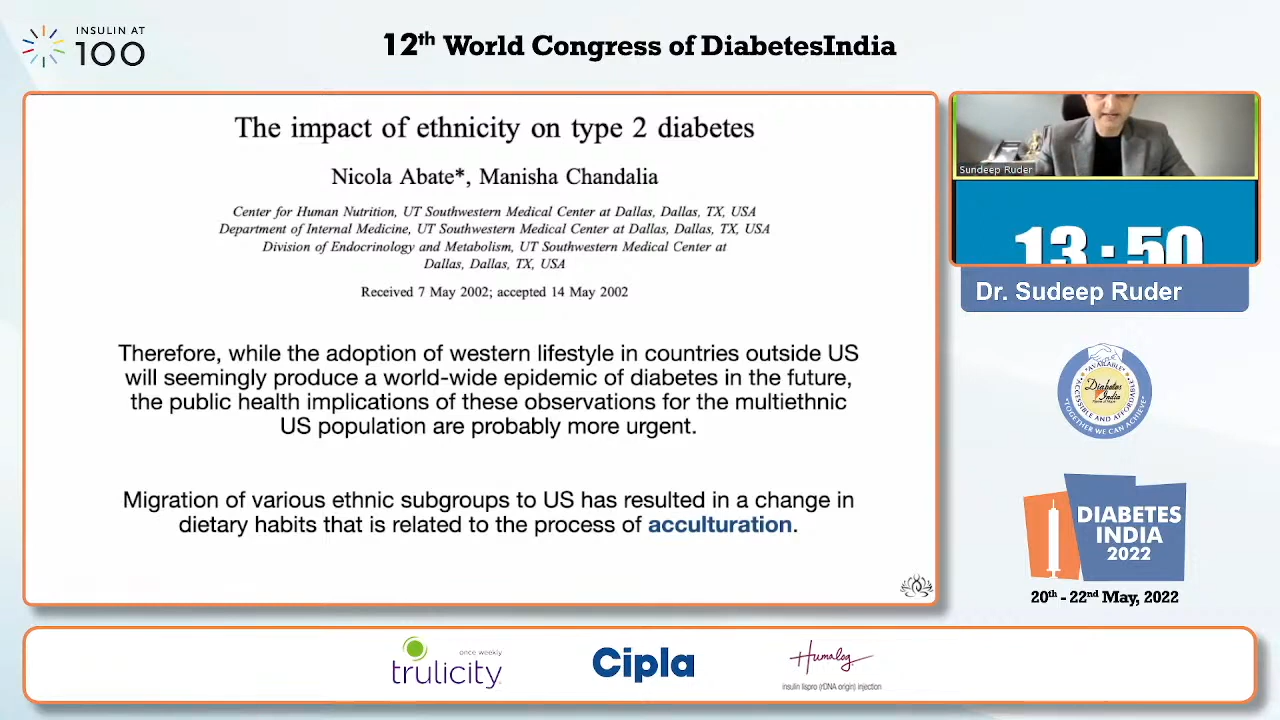 INSULIN AT
100
12th World Congress of DiabetesIndia
The impact of ethnicity on type 2 diabetes
Nicola Abate*, Manisha Chandalia
Center for Human Nutrition, UT Southwestern Medical Center at Dallas, Dallas, TX, USA
Department of Internal Medicine, UT Southwestern Medical Center at Dallas, Dallas, TX, USA
Division of Endocrinology and Metabolism, UT Southwestern Medical Center at
Dallas, Dallas, TX, USA
Received 7 May 2002; accepted 14 May 2002
Therefore, while the adoption of western lifestyle in countries outside US
will seemingly produce a world-wide epidemic of diabetes in the future,
the public health implications of these observations for the multiethnic
US population are probably more urgent.
Migration of various ethnic subgroups to US has resulted in a change in
dietary habits that is related to the process of acculturation.
Sundeep Ruder
13:50
Dr. Sudeep Ruder
AVAILABLE
ACCESSIBLE AND AFFORDABLE
Diabetes
India
"TOGETHER WE CAN ACHIEVE"
DIABETES
INDIA
2022
20th - 22nd May, 2022
once weekly
trulicity
Cipla
Humalog
insulin lispro (rDNA origin) injection